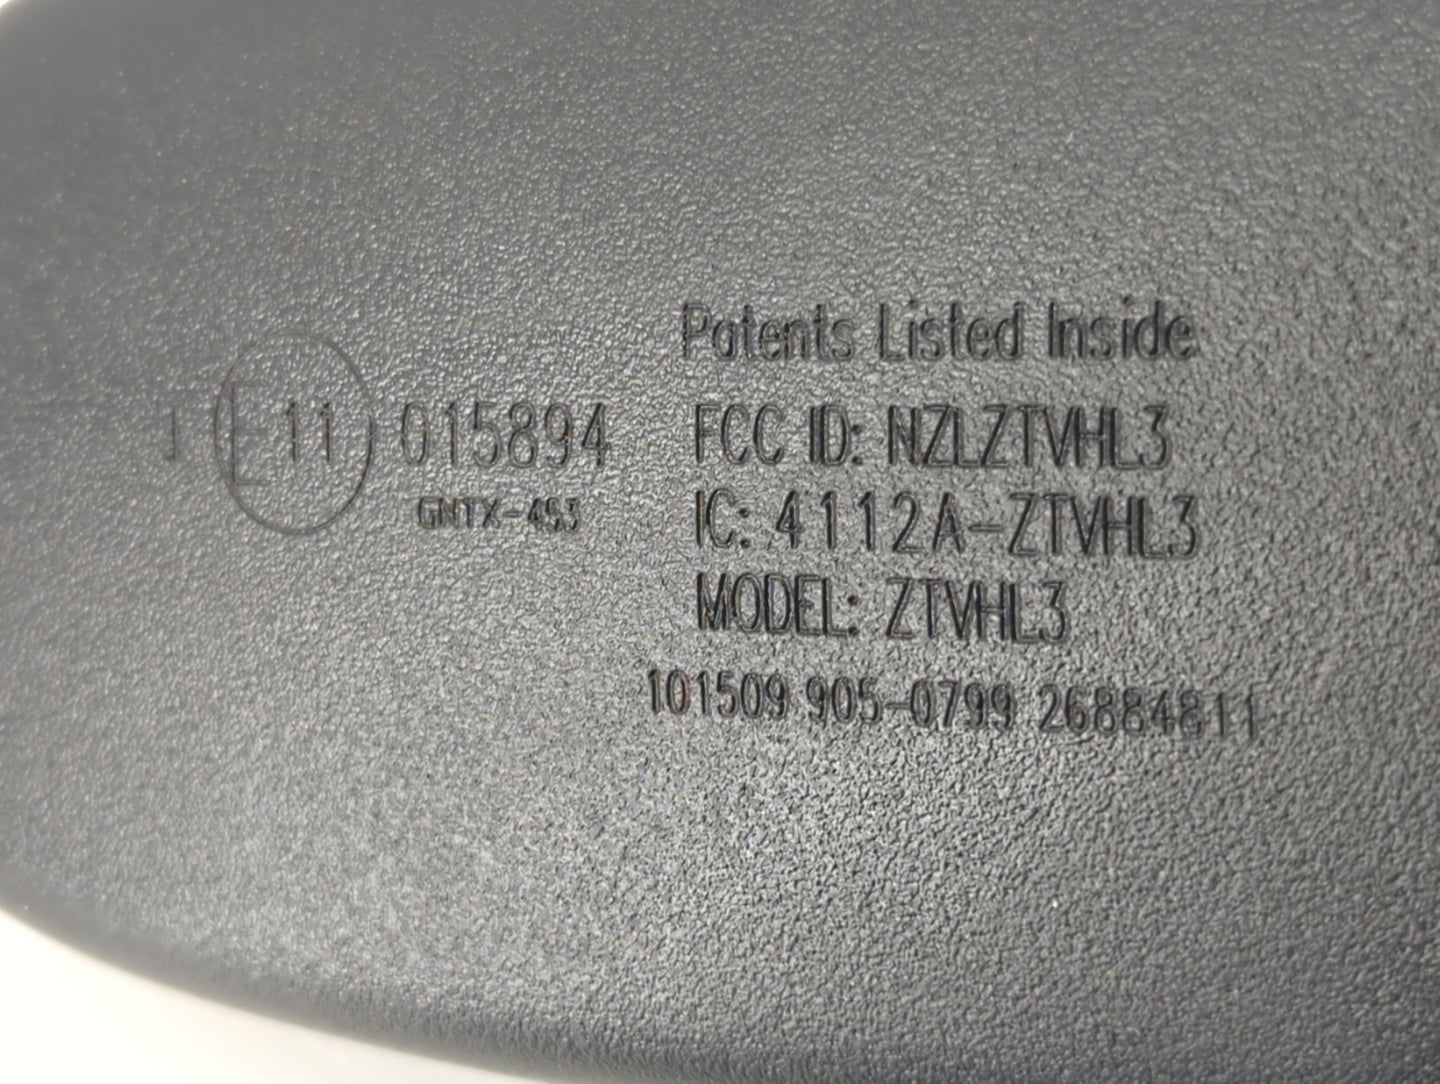 Patents Listed Inside
I E11 015894 FCC ID: NZLZTVHL3
GNTX-453
IC: 4112A-ZTVHL3
MODEL: ZTVHL3
101509 905-0799 26884811